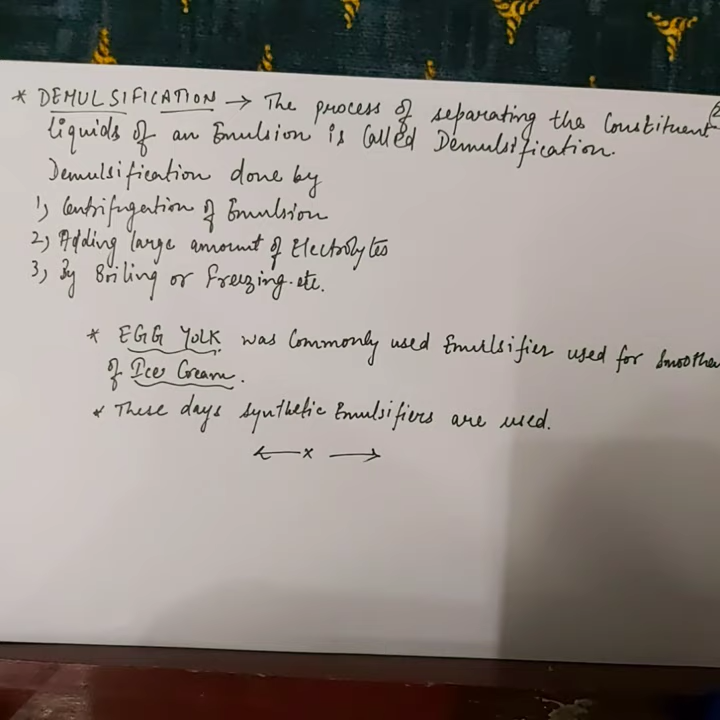 * DEMULSIFICATION → The process of separating the Constituent
liquids of an Emulsion is Called Demulsification.
Demulsification done by
1) Centrifugation of Emulsion
2) Adding large amount of Electrolytes
3) By Boiling or Freezing. etc.
* EGG YOLK was Commonly used Emulsifier used for
of Ice Cream.
* These days synthetic Emulsifiers are used.
← x →